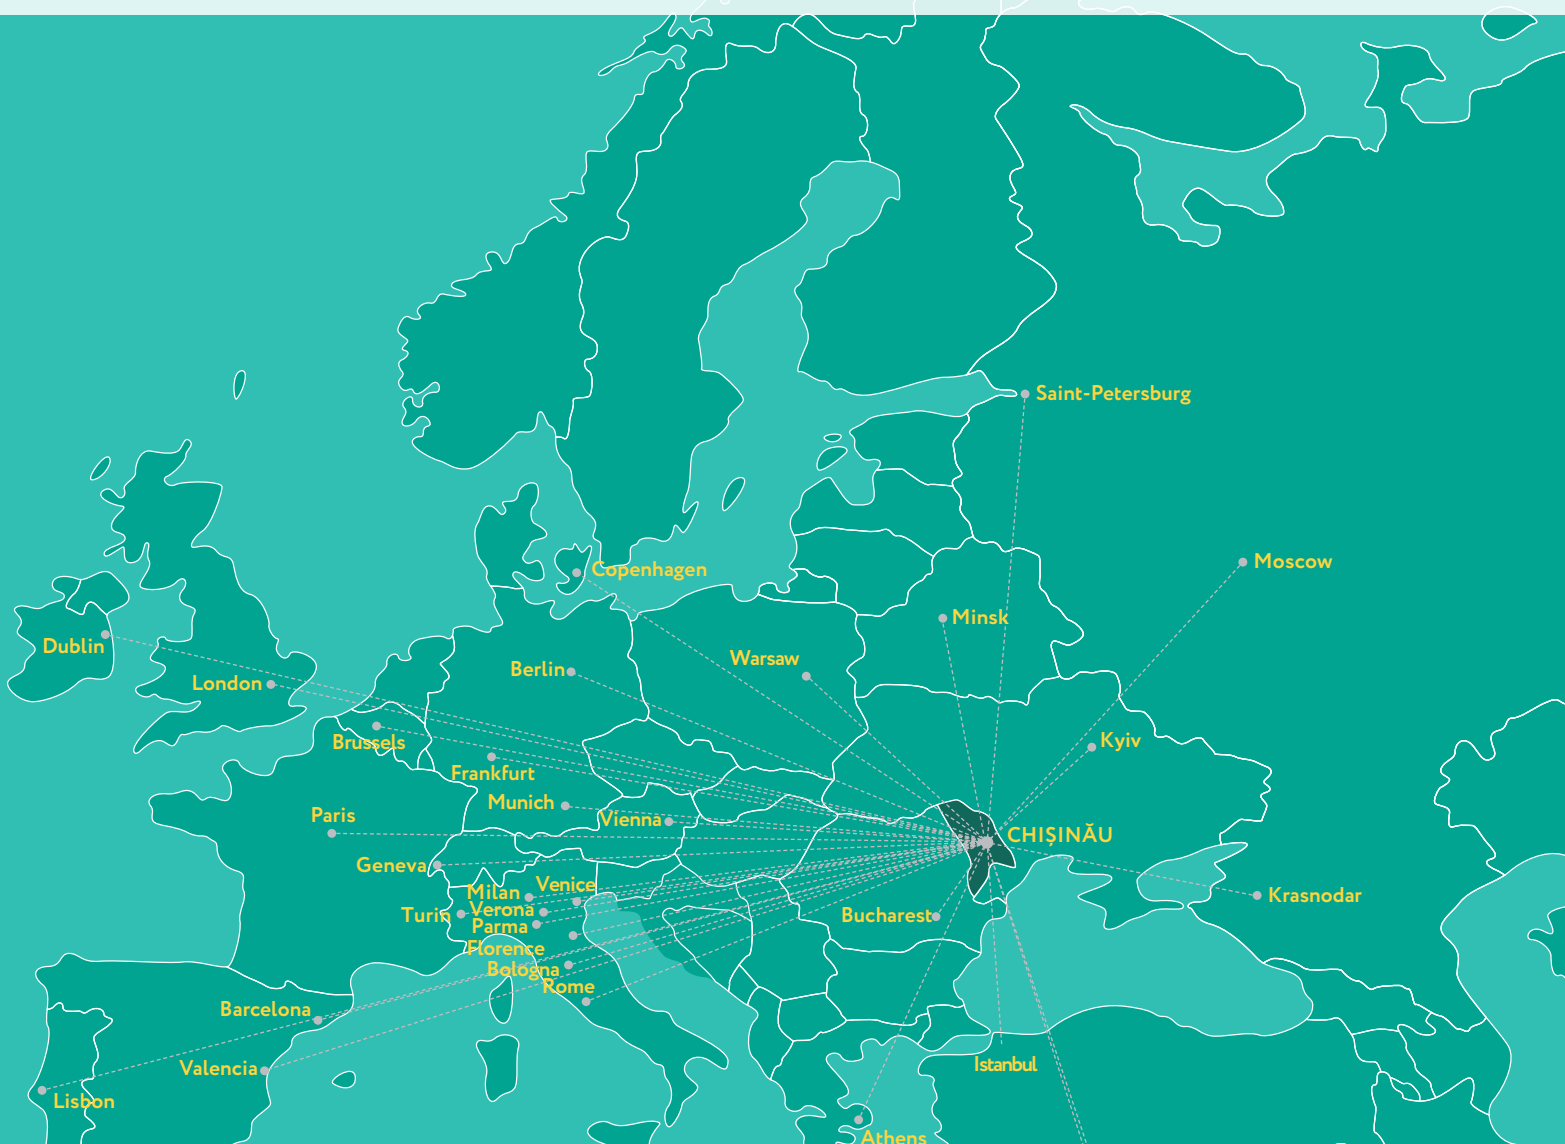 Saint-Petersburg
Moscow
Copenhagen
Minsk
Dublin
Warsaw
Berlin
London
Brussels
Kyiv
Frankfurt
Munich
Paris
Vienna
CHIȘINĂU
Geneva
Venice
Milan
Krasnodar
Verona
Turin
Bucharest
Parma
Florence
Bologna
Rome
Barcelona
Istanbul
Valencia
Lisbon
Athens